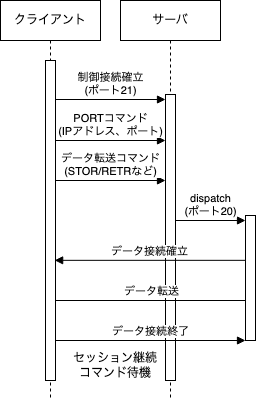 クライアント
サーバ
制御接続確立
(ポート21)
PORTコマンド
(IPアドレス、ポート)
データ転送コマンド
(STOR/RETRなど)
dispatch
(ポート20)
データ接続確立
データ転送
データ接続終了
セッション継続
コマンド待機